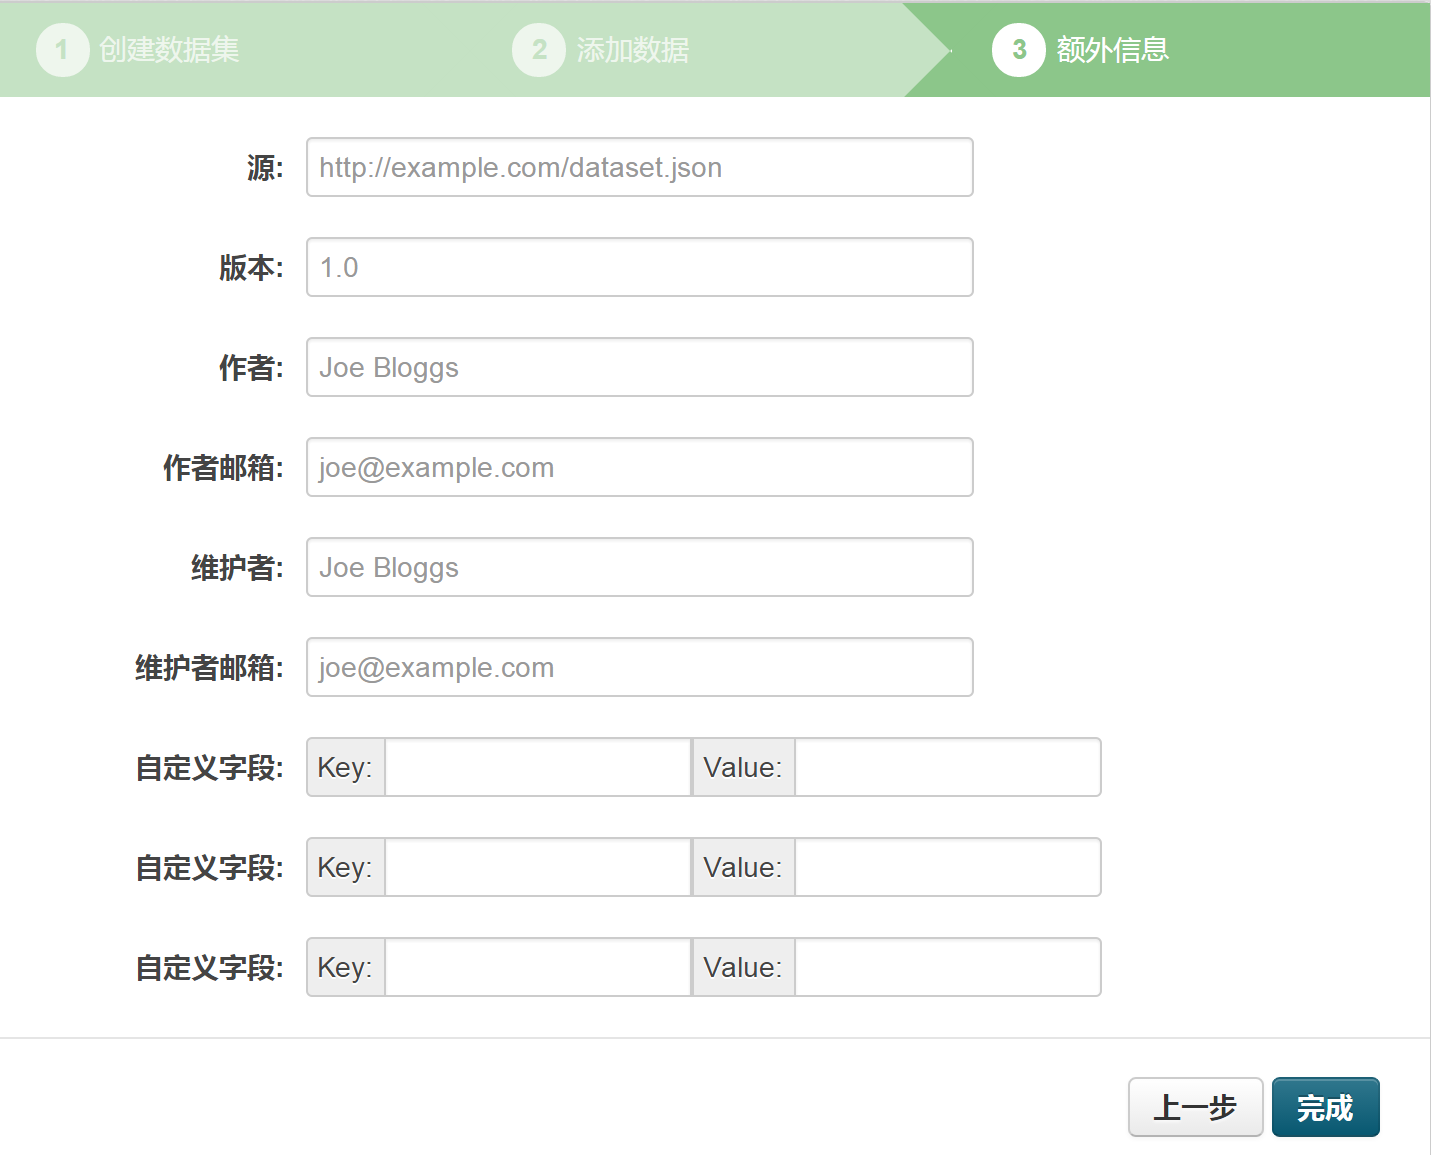 1 创建数据集 2 添加数据 3 额外信息
源: http://example.com/dataset.json
版本: 1.0
作者: Joe Bloggs
作者邮箱: joe@example.com
维护者: Joe Bloggs
维护者邮箱: joe@example.com
自定义字段: Key: Value:
自定义字段: Key: Value:
自定义字段: Key: Value:
上一步 完成